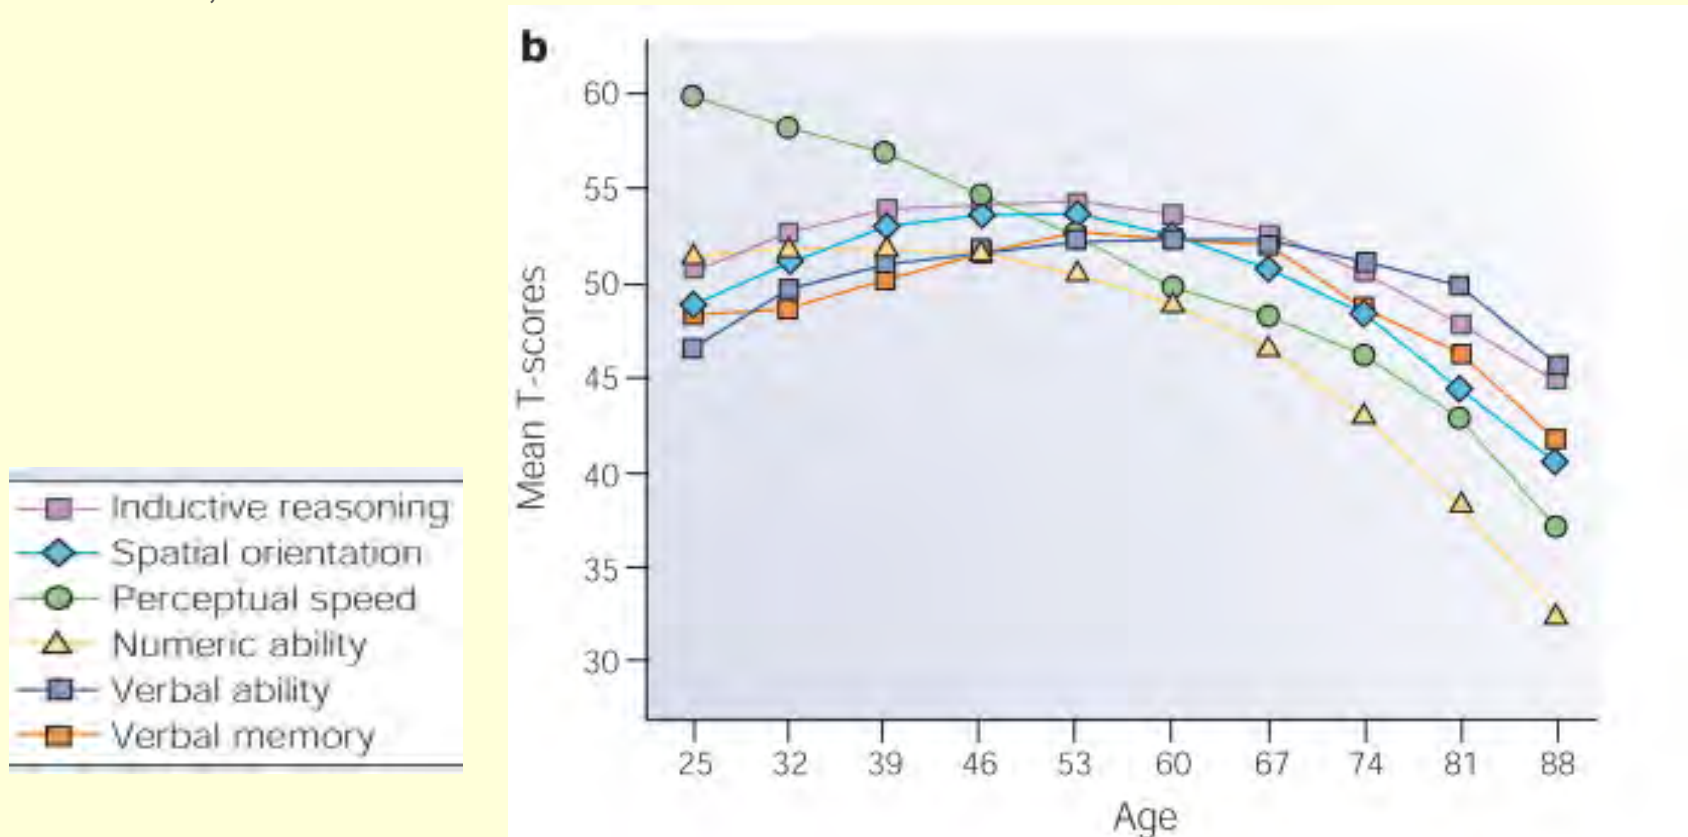 b
60
55
50
45
40
35
30
Mean T-scores
25 32 39 46 53 60 67 74 81 88
Age
Inductive reasoning
Spatial orientation
Perceptual speed
Numeric ability
Verbal ability
Verbal memory